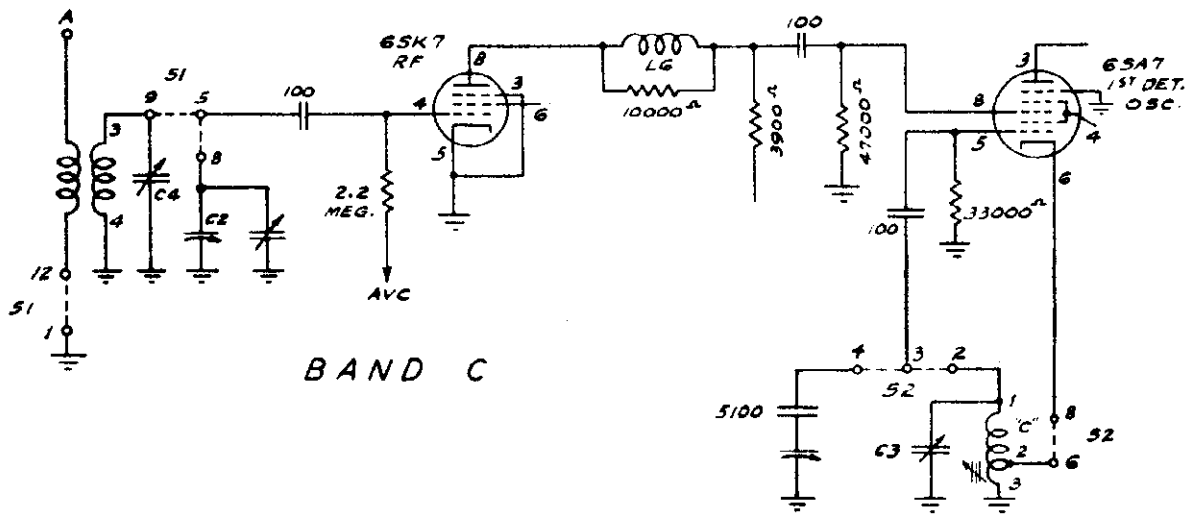 A
6SK7
RF
8
3
6
4
5
S1
9
5
3
C4
8
C2
4
12
S1
1
100
2.2
MEG.
AVC
LG
10000Ω
3900Ω
100
47000Ω
3
6SA7
1ST DET.
OSC.
8
4
5
6
100
33000Ω
BAND C
4
3
2
S2
5100
1
C3
"C"
2
3
8
S2
6